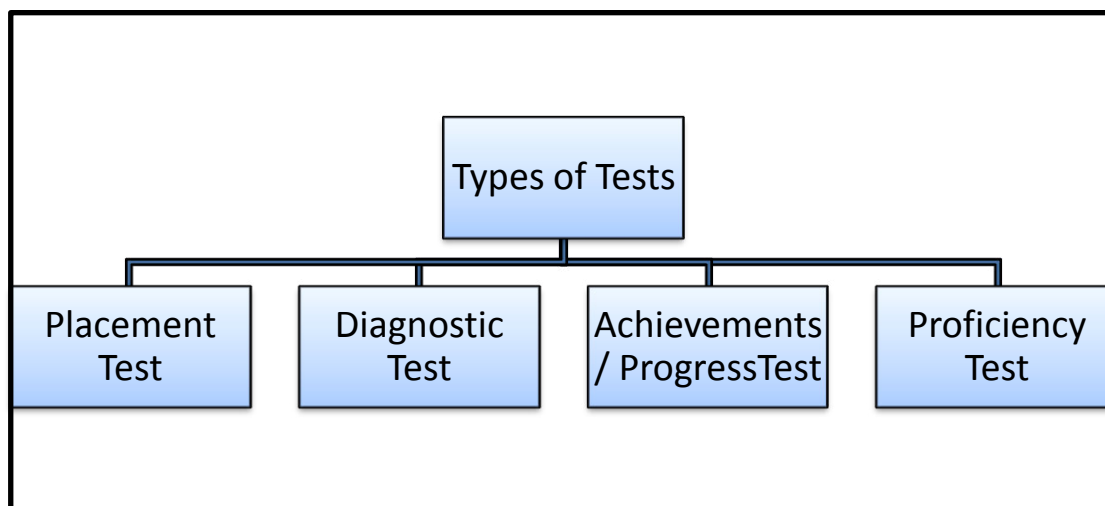 Types of Tests
Placement
Test
Diagnostic
Test
Achievements
/ ProgressTest
Proficiency
Test